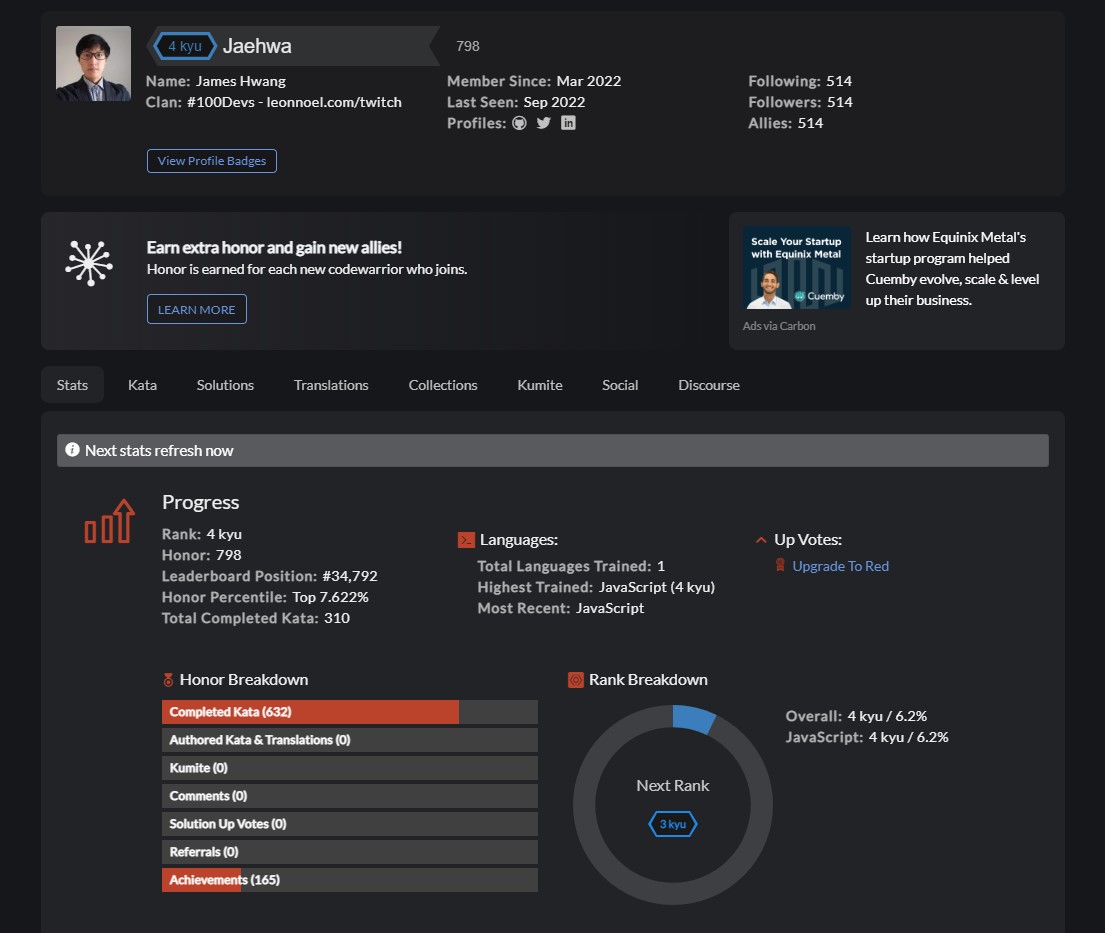 4 kyu Jaehwa 798
Name: James Hwang
Clan: #100Devs - leonnoel.com/twitch
Member Since: Mar 2022
Last Seen: Sep 2022
Profiles:
Following: 514
Followers: 514
Allies: 514
View Profile Badges
Earn extra honor and gain new allies!
Honor is earned for each new codewarrior who joins.
LEARN MORE
Scale Your Startup
with Equinix Metal
Cuemby
Learn how Equinix Metal's
startup program helped
Cuemby evolve, scale & level
up their business.
Ads via Carbon
Stats Kata Solutions Translations Collections Kumite Social Discourse
Next stats refresh now
Progress
Rank: 4 kyu
Honor: 798
Leaderboard Position: #34,792
Honor Percentile: Top 7.622%
Total Completed Kata: 310
Languages:
Total Languages Trained: 1
Highest Trained: JavaScript (4 kyu)
Most Recent: JavaScript
Up Votes:
Upgrade To Red
Honor Breakdown
Completed Kata (632)
Authored Kata & Translations (0)
Kumite (0)
Comments (0)
Solution Up Votes (0)
Referrals (0)
Achievements (165)
Rank Breakdown
Next Rank
3 kyu
Overall: 4 kyu / 6.2%
JavaScript: 4 kyu / 6.2%